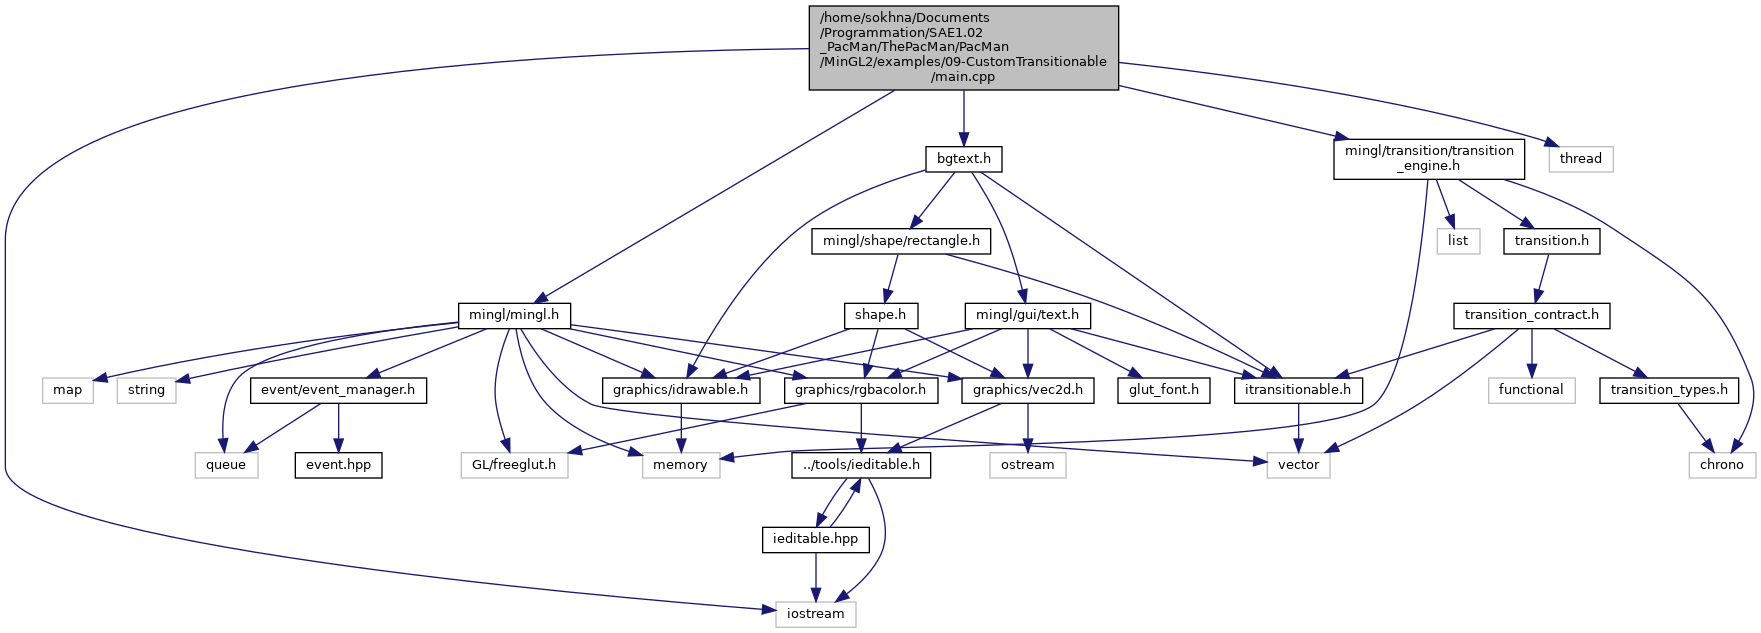 /home/sokhna/Documents
/Programmation/SAE1.02
_PacMan/ThePacMan/PacMan
/MinGL2/examples/09-CustomTransitionable
/main.cpp
bgtext.h
mingl/transition/transition
_engine.h
thread
mingl/shape/rectangle.h
list
transition.h
mingl/mingl.h
shape.h
mingl/gui/text.h
transition_contract.h
map
string
event/event_manager.h
graphics/idrawable.h
graphics/rgbacolor.h
graphics/vec2d.h
glut_font.h
itransitionable.h
functional
transition_types.h
queue
event.hpp
GL/freeglut.h
memory
../tools/ieditable.h
ostream
vector
chrono
ieditable.hpp
iostream